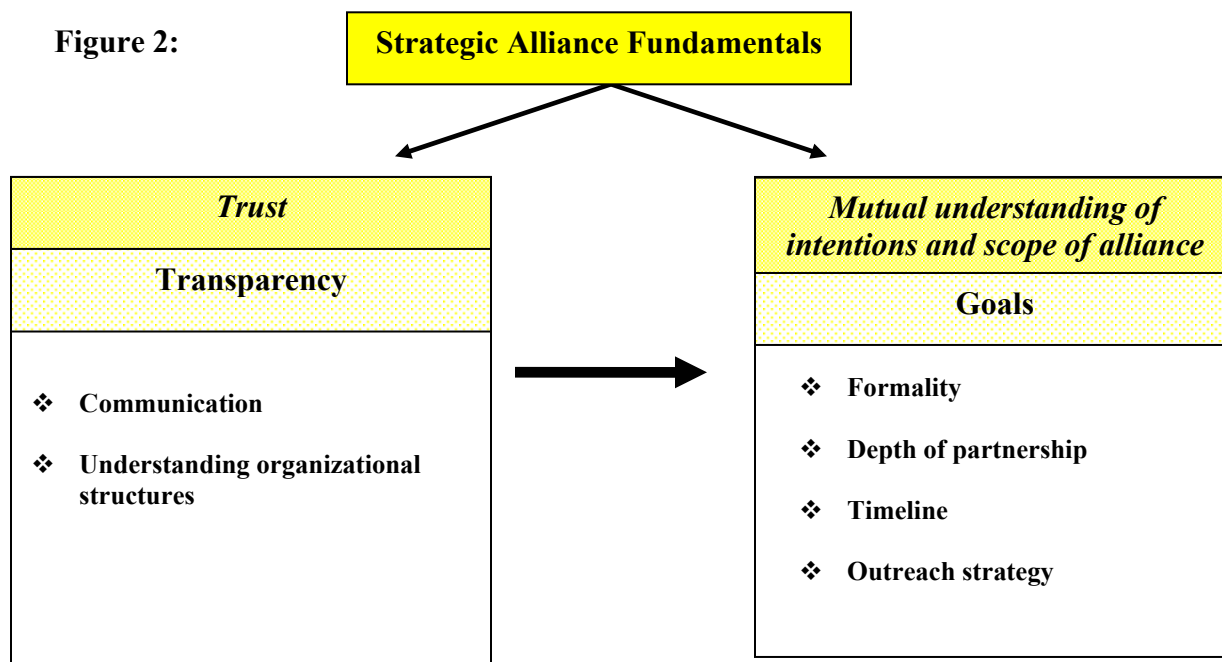 Figure 2:
Strategic Alliance Fundamentals
Trust
Transparency
❖ Communication
❖ Understanding organizational
structures
Mutual understanding of
intentions and scope of alliance
Goals
❖ Formality
❖ Depth of partnership
❖ Timeline
❖ Outreach strategy